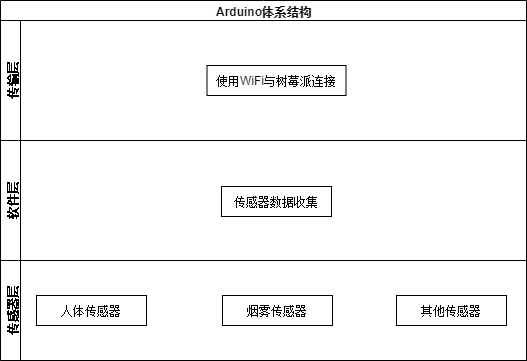 Arduino体系结构
传输层
使用WiFi与树莓派连接
软件层
传感器数据收集
传感器层
人体传感器
烟雾传感器
其他传感器